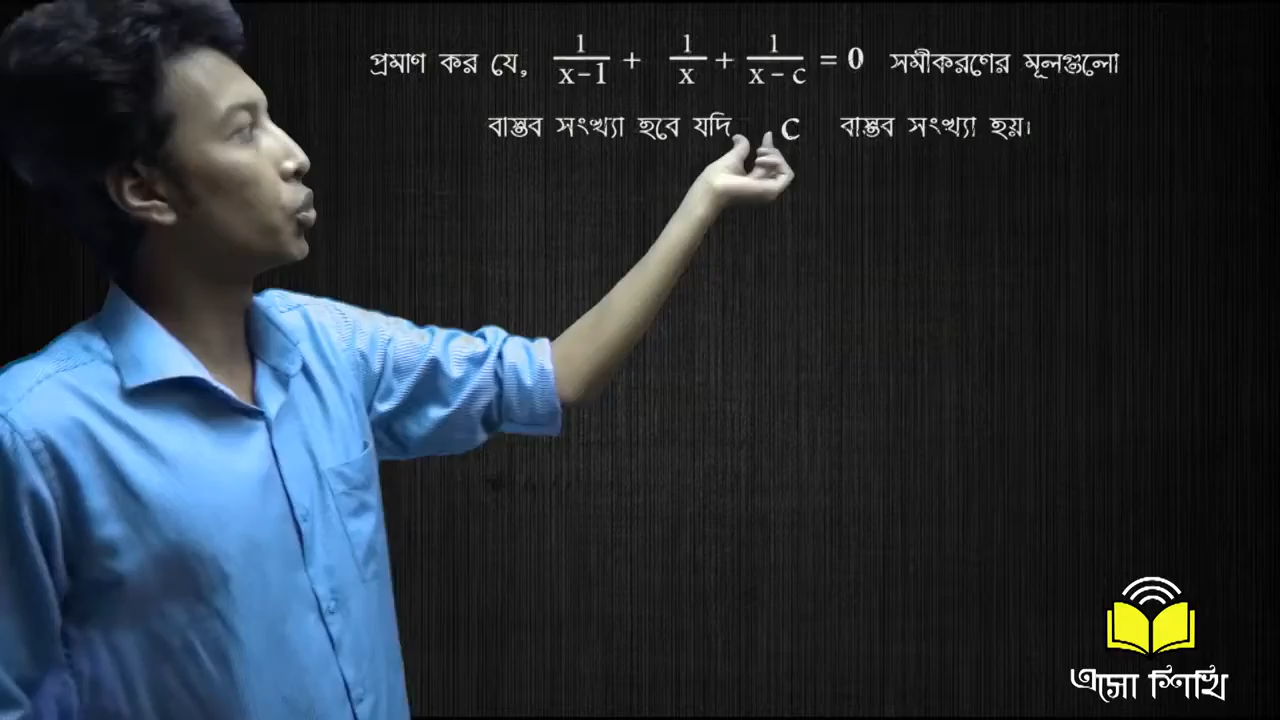 প্রমাণ কর যে, 1/(x-1) + 1/x + 1/(x-c) = 0 সমীকরণের মূলগুলো
বাস্তব সংখ্যা হবে যদি c বাস্তব সংখ্যা হয়।
এসো শিখি